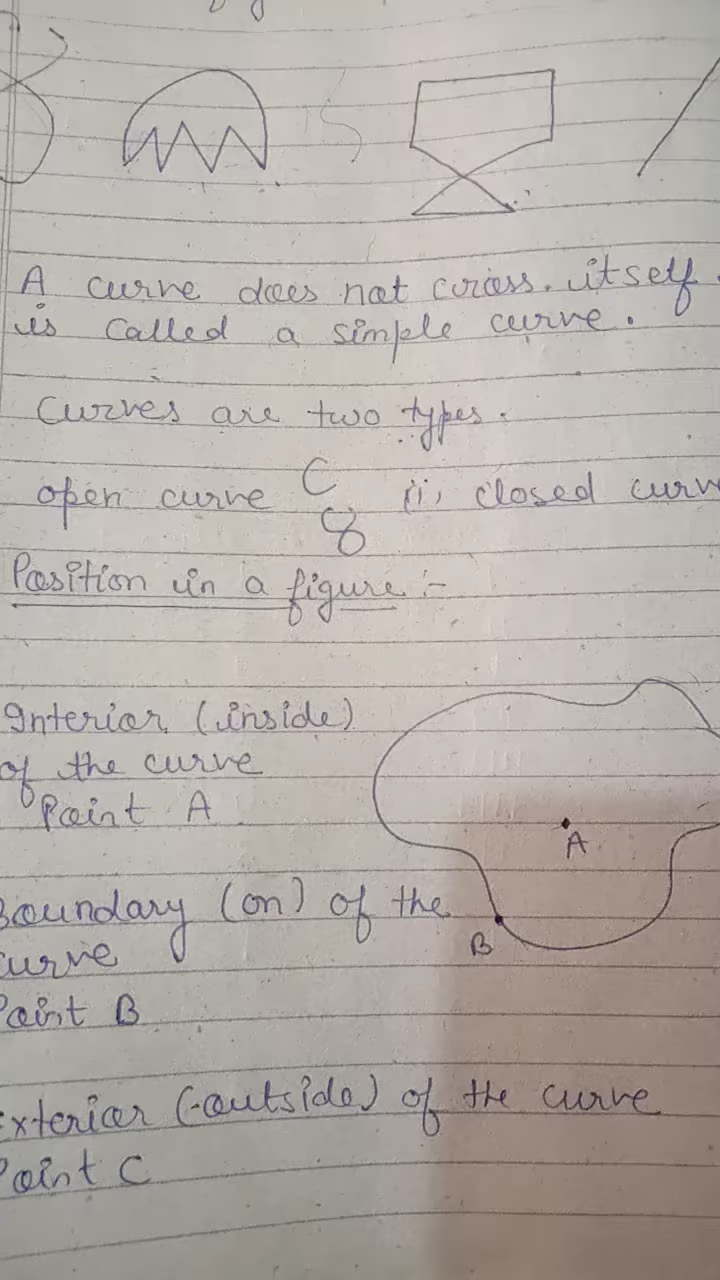 A curve does not cross. itself.
is called a simple curve.
Curves are two types.
open curve (ii) closed curv
Position in a figure :-
Interior (inside)
of the curve
Point A
A
Boundary (on) of the
B
curve
Point B
Exterior (outside) of the curve
Point C